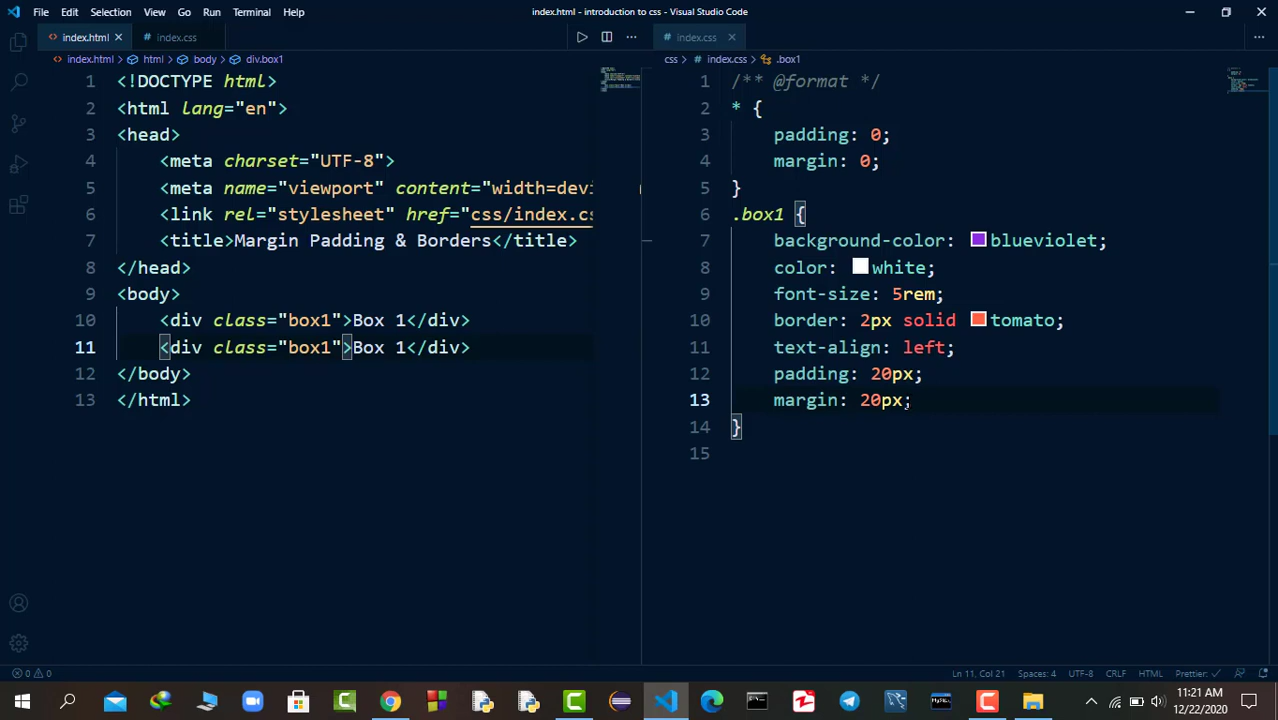 File Edit Selection View Go Run Terminal Help
index.html - introduction to css - Visual Studio Code
index.html
index.css
index.css
index.html > html > body > div.box1
css > index.css > .box1
1 <!DOCTYPE html>
2 <html lang="en">
3 <head>
4 <meta charset="UTF-8">
5 <meta name="viewport" content="width=devi
6 <link rel="stylesheet" href="css/index.cs
7 <title>Margin Padding & Borders</title>
8 </head>
9 <body>
10 <div class="box1">Box 1</div>
11 <div class="box1">Box 1</div>
12 </body>
13 </html>
1 /** @format */
2 * {
3 padding: 0;
4 margin: 0;
5 }
6 .box1 {
7 background-color: blueviolet;
8 color: white;
9 font-size: 5rem;
10 border: 2px solid tomato;
11 text-align: left;
12 padding: 20px;
13 margin: 20px;
14 }
15
0 0
Ln 11, Col 21 Spaces: 4 UTF-8 CRLF HTML Prettier: ✓
11:21 AM
12/22/2020